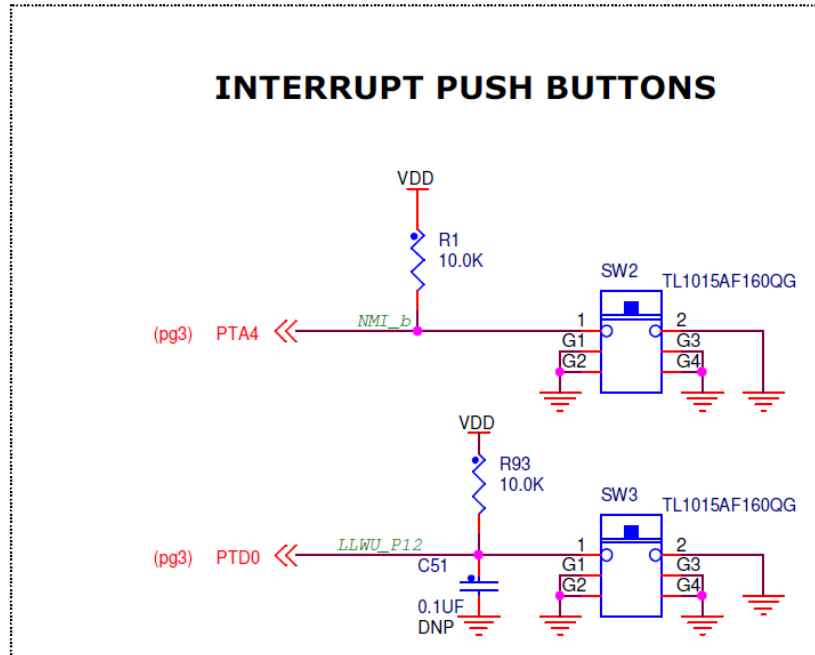 INTERRUPT PUSH BUTTONS
VDD
R1
10.0K
SW2
TL1015AF160QG
(pg3) PTA4
NMI_b
1
2
G1
G3
G2
G4
VDD
R93
10.0K
SW3
TL1015AF160QG
(pg3) PTD0
LLWU_P12
1
2
C51
G1
G3
G2
G4
0.1UF
DNP